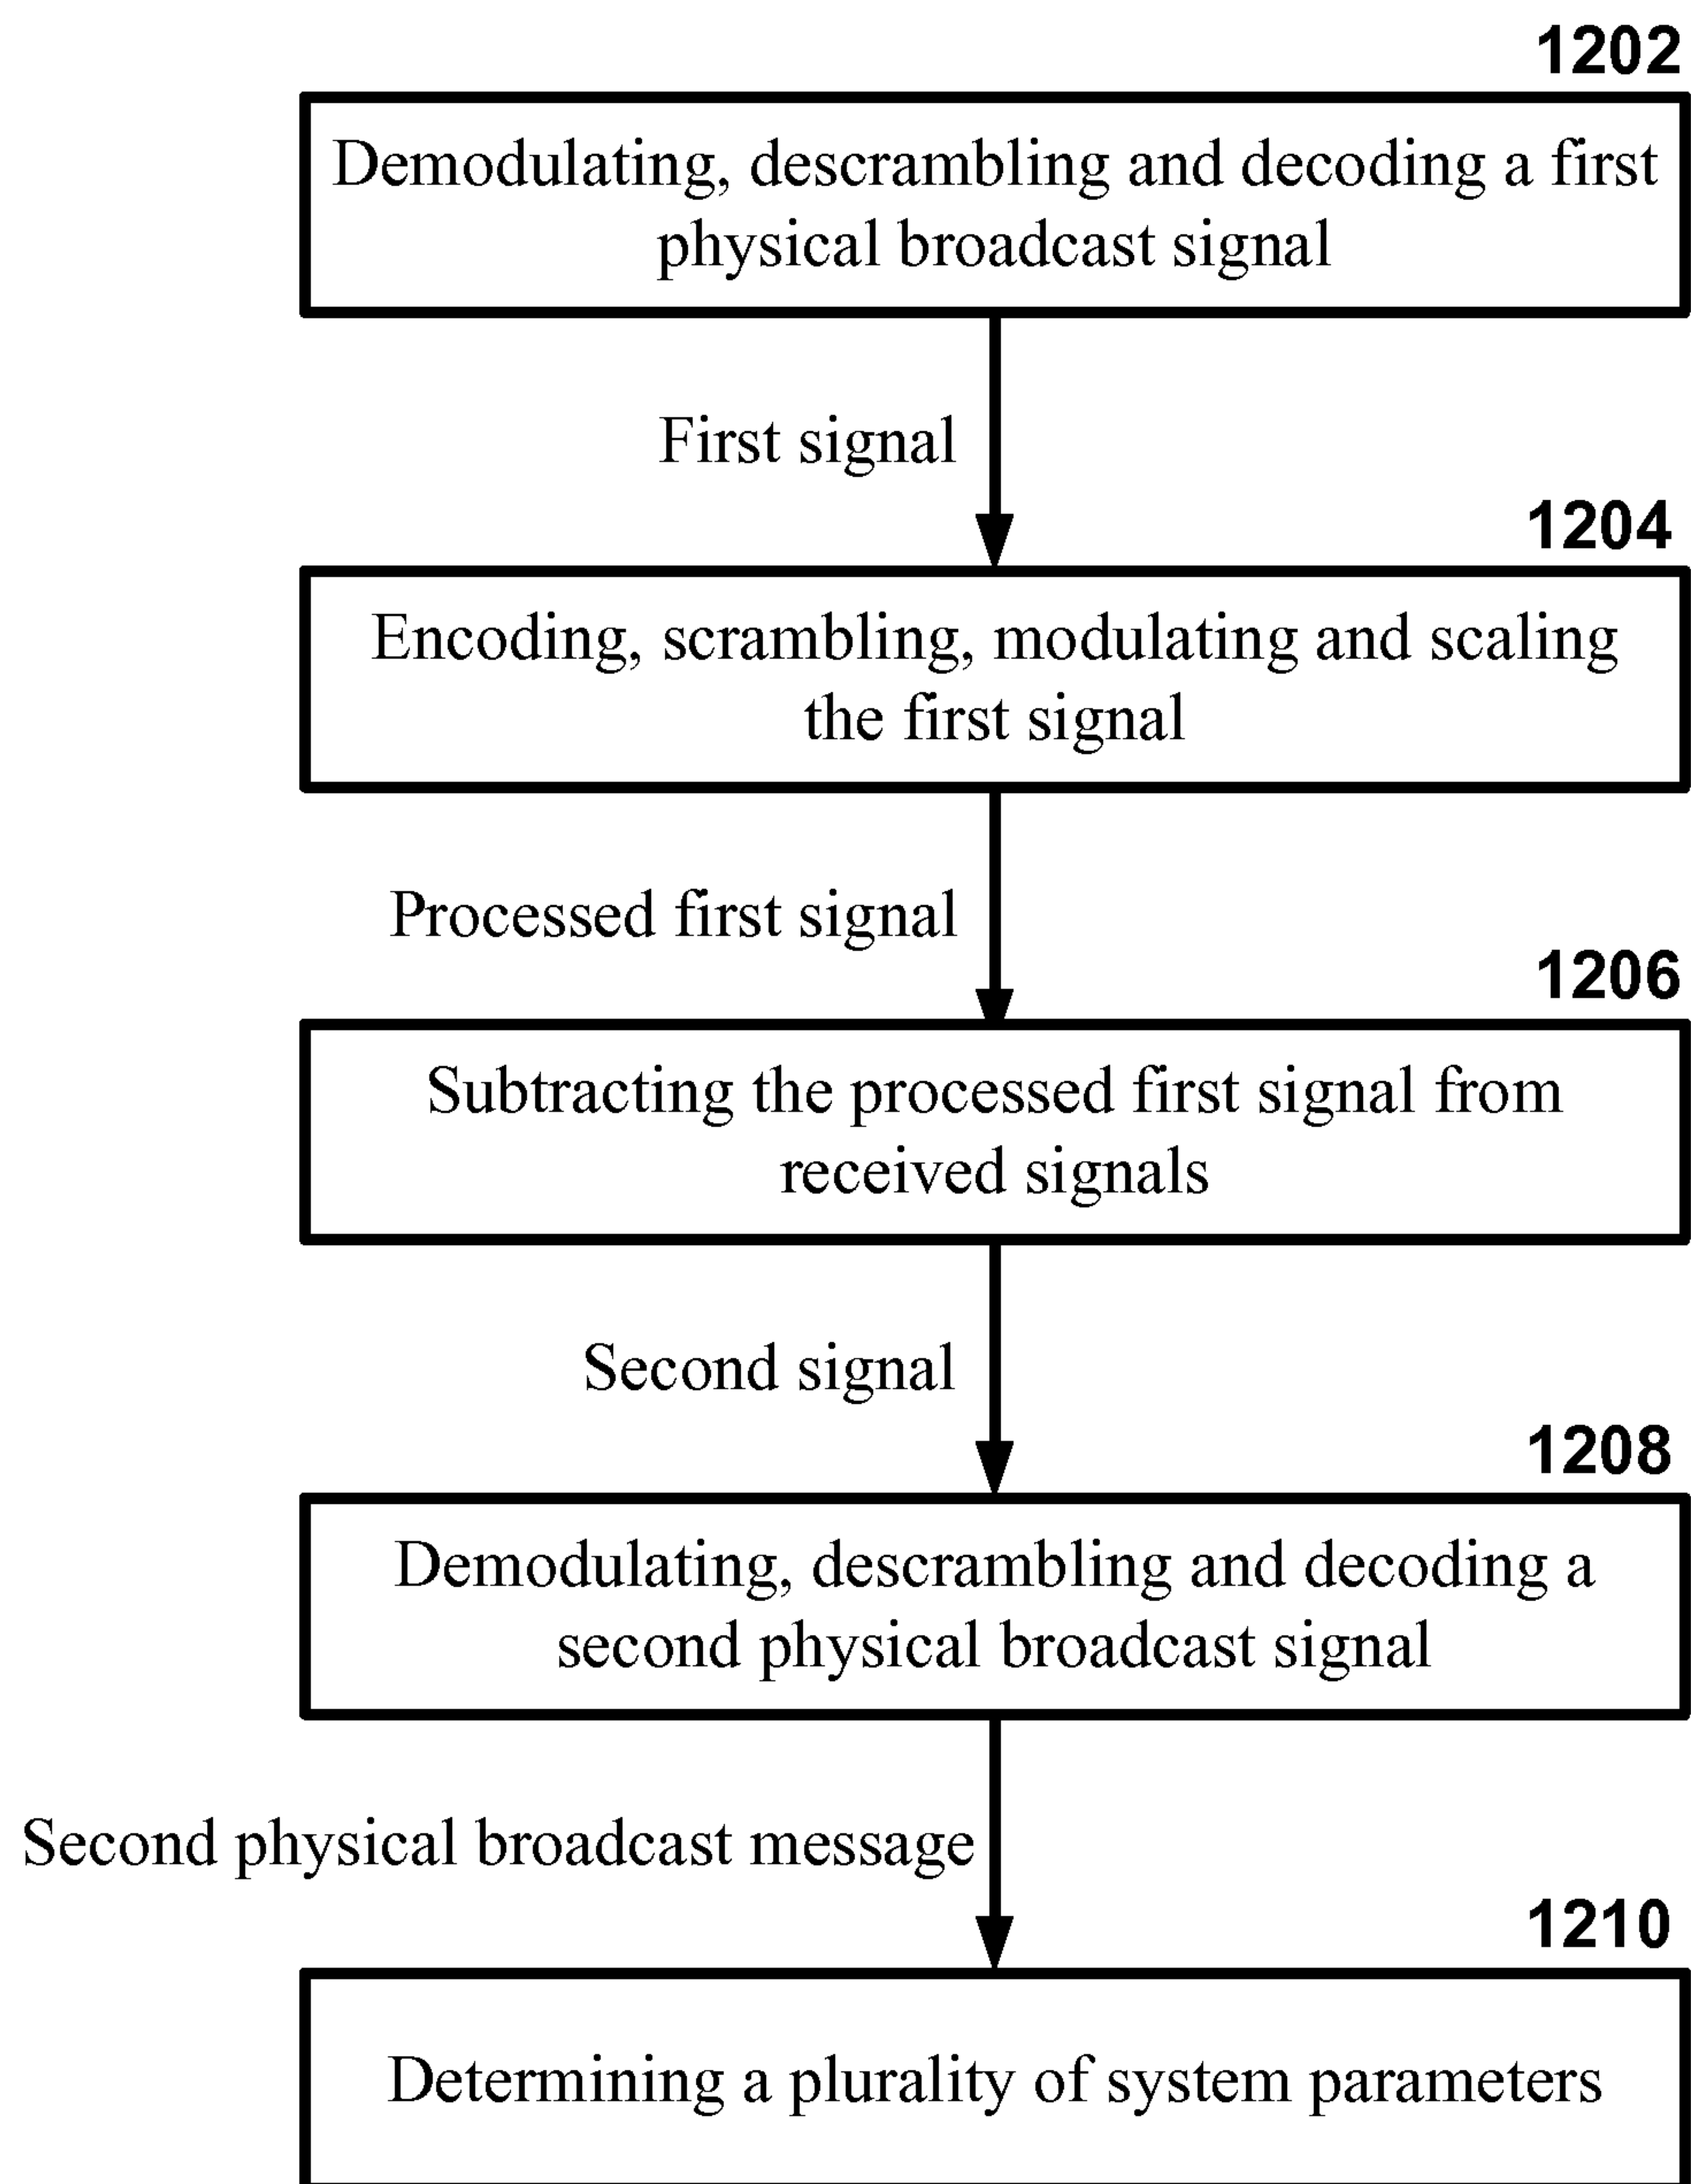 1202
Demodulating, descrambling and decoding a first
physical broadcast signal
First signal
1204
Encoding, scrambling, modulating and scaling
the first signal
Processed first signal
1206
Subtracting the processed first signal from
received signals
Second signal
1208
Demodulating, descrambling and decoding a
second physical broadcast signal
Second physical broadcast message
1210
Determining a plurality of system parameters